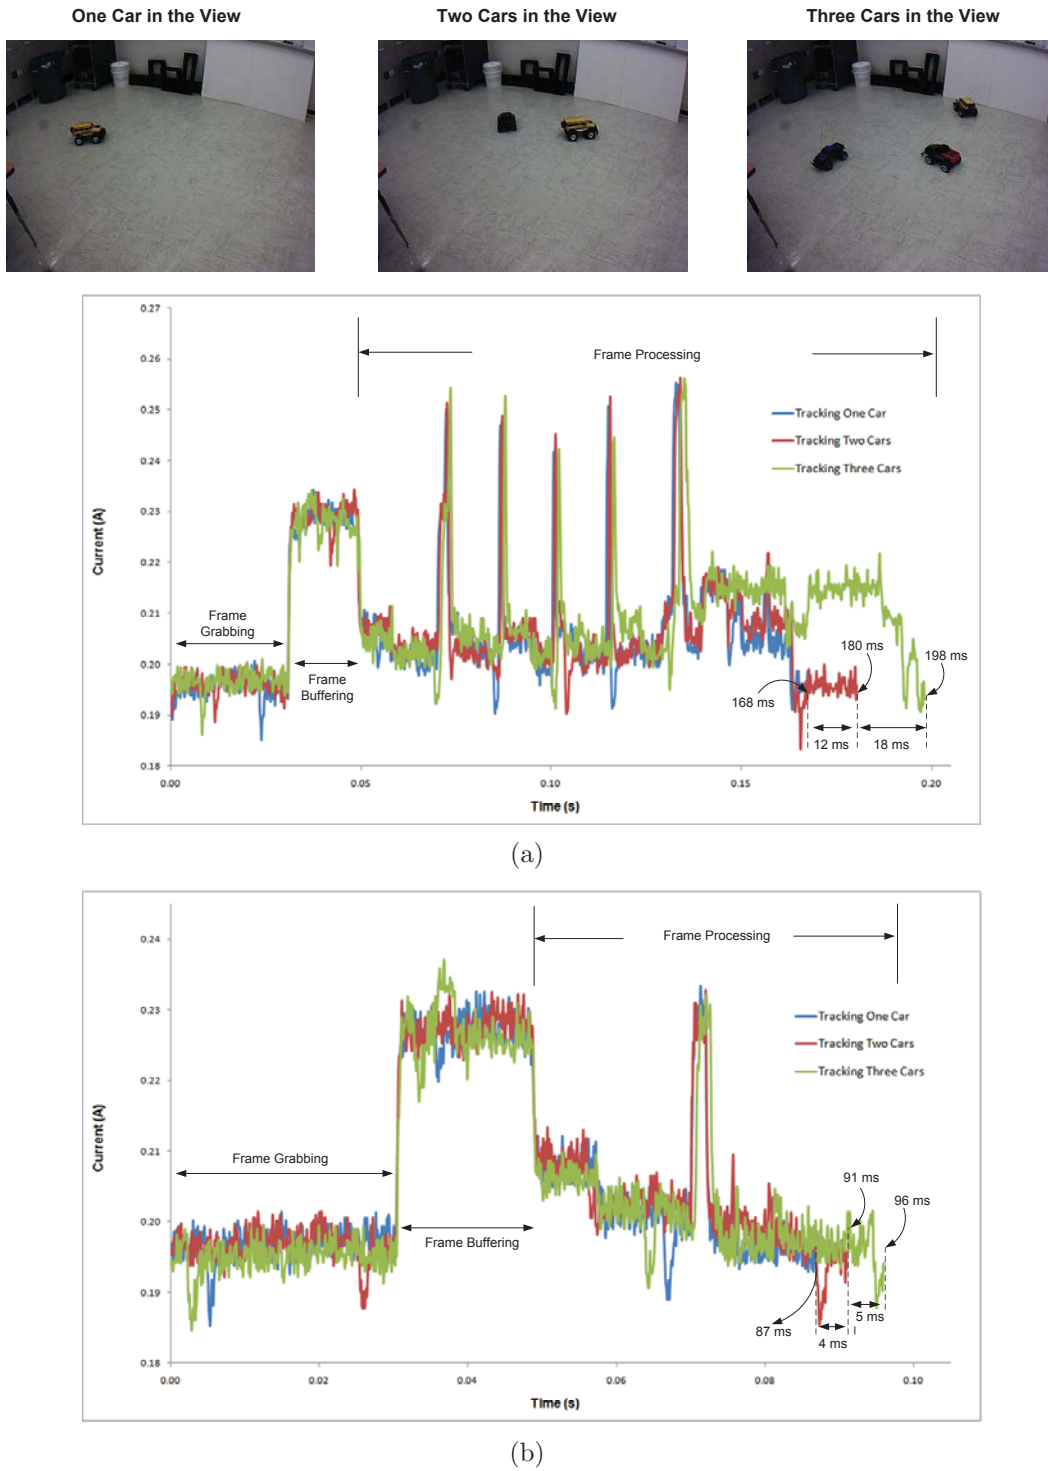 One Car in the View
Two Cars in the View
Three Cars in the View
0.27
0.26
0.25
0.24
0.23
0.22
0.21
0.20
0.19
0.18
Current (A)
Frame Processing
Tracking One Car
Tracking Two Cars
Tracking Three Cars
Frame
Grabbing
Frame
Buffering
168 ms
180 ms
198 ms
12 ms
18 ms
0.00
0.05
0.10
0.15
0.20
Time (s)
(a)
0.24
0.23
0.22
0.21
0.20
0.19
0.18
Current (A)
Frame Processing
Tracking One Car
Tracking Two Cars
Tracking Three Cars
Frame Grabbing
Frame Buffering
91 ms
96 ms
87 ms
5 ms
4 ms
0.00
0.02
0.04
0.06
0.08
0.10
Time (s)
(b)